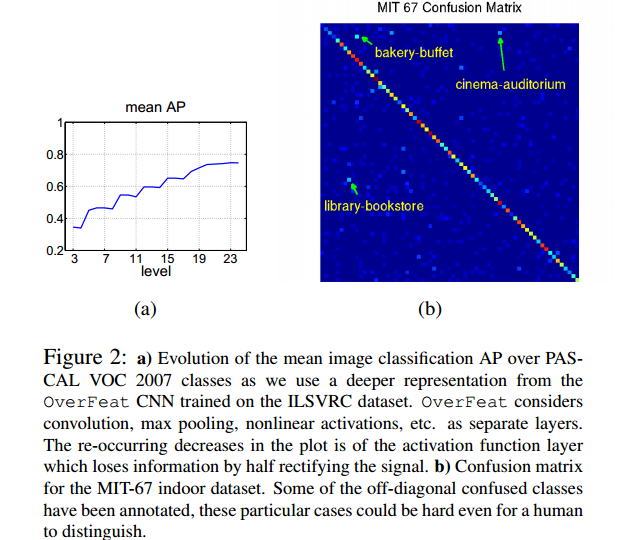 MIT 67 Confusion Matrix
bakery-buffet
cinema-auditorium
library-bookstore
mean AP
1
0.8
0.6
0.4
0.2
3 7 11 15 19 23
level
(a) (b)
Figure 2: a) Evolution of the mean image classification AP over PAS-
CAL VOC 2007 classes as we use a deeper representation from the
OverFeat CNN trained on the ILSVRC dataset. OverFeat considers
convolution, max pooling, nonlinear activations, etc. as separate layers.
The re-occurring decreases in the plot is of the activation function layer
which loses information by half rectifying the signal. b) Confusion matrix
for the MIT-67 indoor dataset. Some of the off-diagonal confused classes
have been annotated, these particular cases could be hard even for a human
to distinguish.